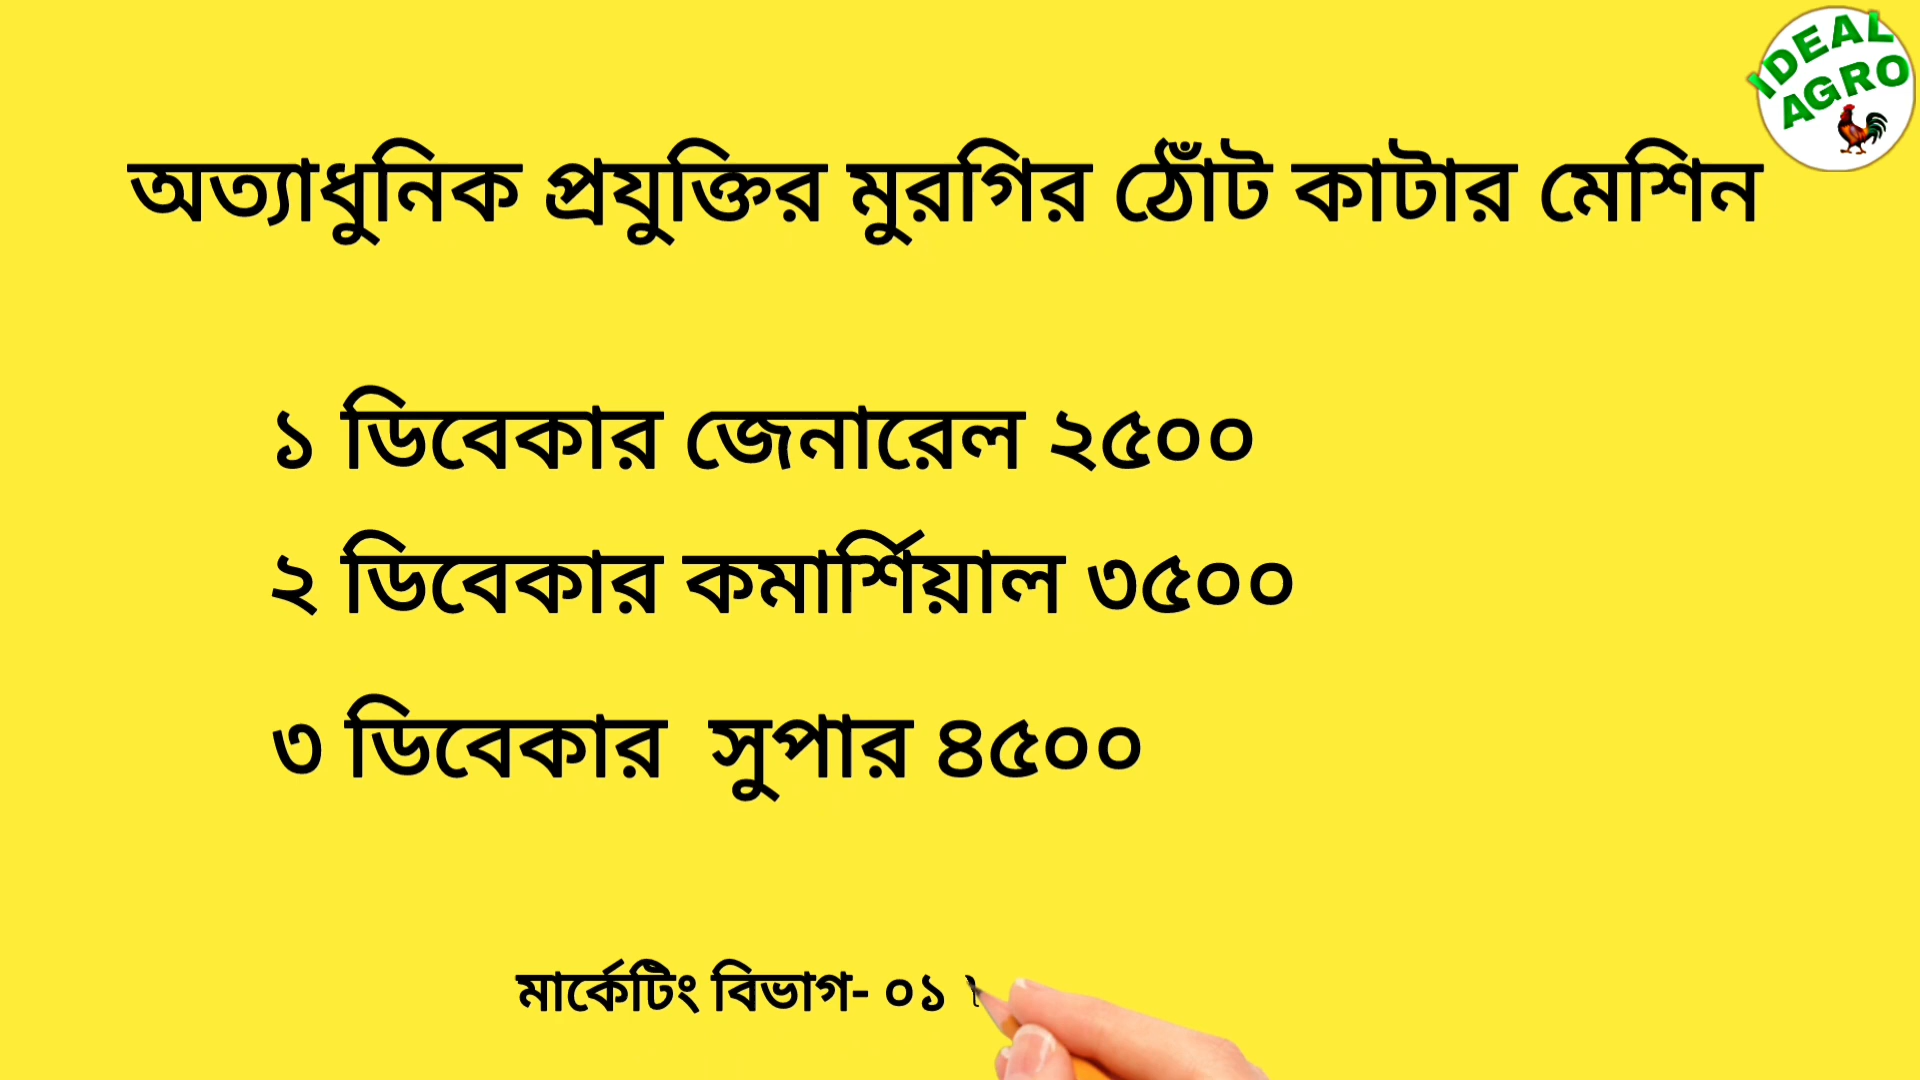 IDEAL
AGRO
অত্যাধুনিক প্রযুক্তির মুরগির ঠোঁট কাটার মেশিন
১ ডিবেকার জেনারেল ২৫০০
২ ডিবেকার কমার্শিয়াল ৩৫০০
৩ ডিবেকার সুপার ৪৫০০
মার্কেটিং বিভাগ- ০১